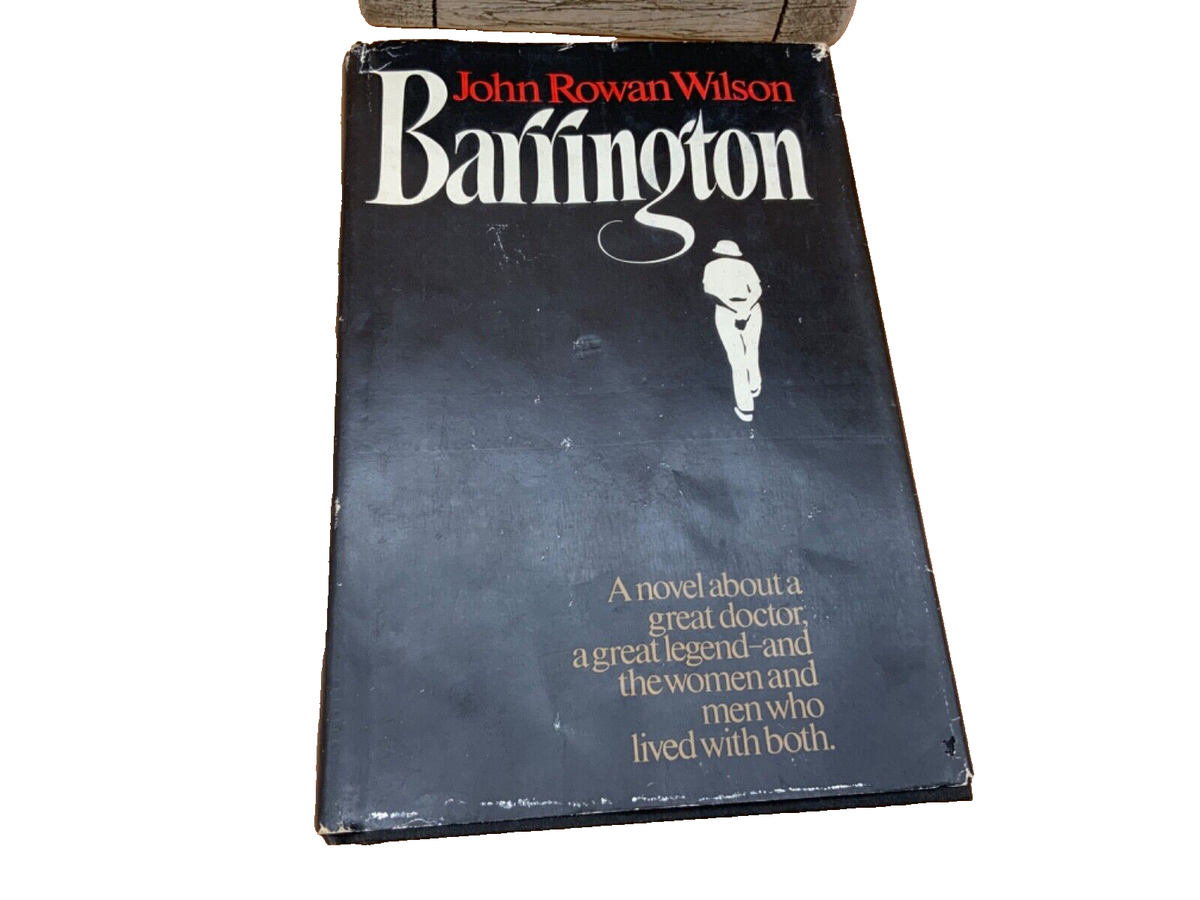 John Rowan Wilson
Barrington
A novel about a
great doctor,
a great legend–and
the women and
men who
lived with both.